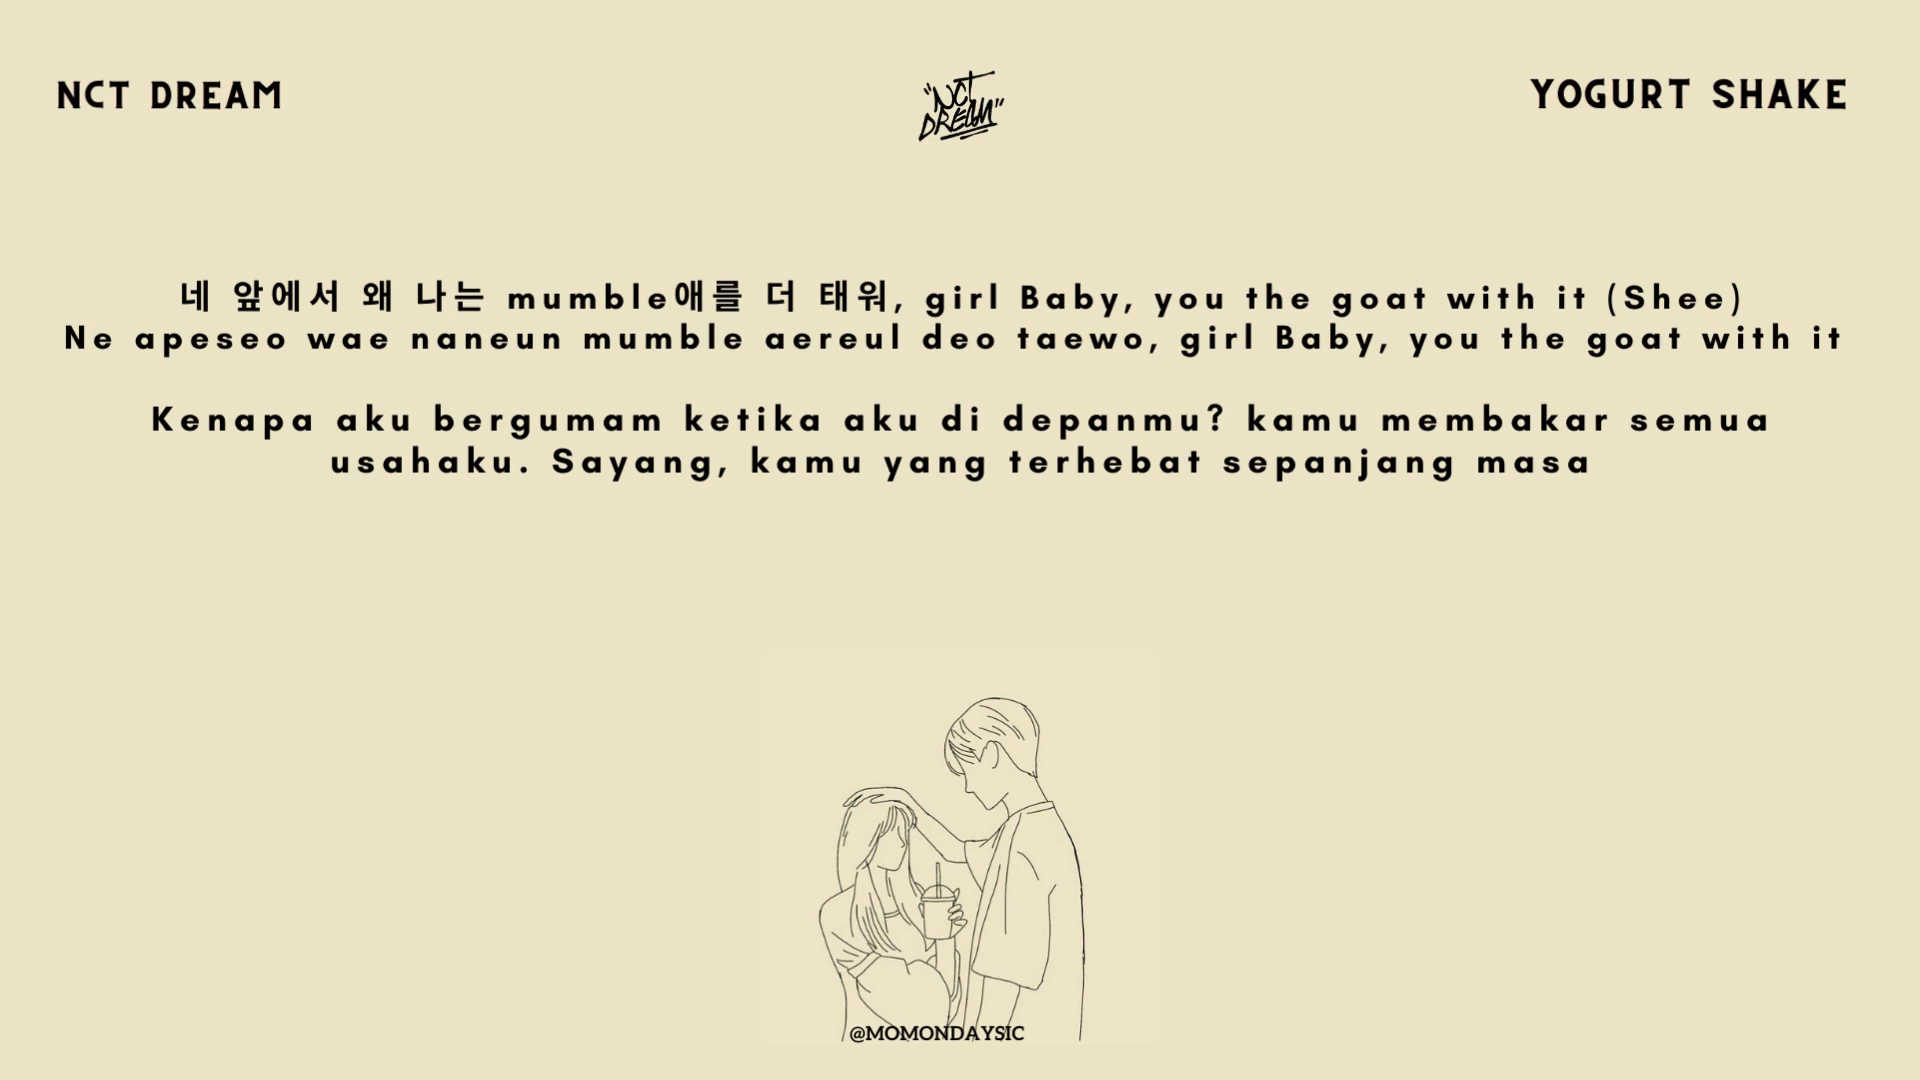 NCT DREAM
"NCT DREAM"
YOGURT SHAKE
네 앞에서 왜 나는 mumble애를 더 태워, girl Baby, you the goat with it (Shee)
Ne apeseo wae naneun mumble aereul deo taewo, girl Baby, you the goat with it
Kenapa aku bergumam ketika aku di depanmu? kamu membakar semua
usahaku. Sayang, kamu yang terhebat sepanjang masa
@MOMONDAYSIC